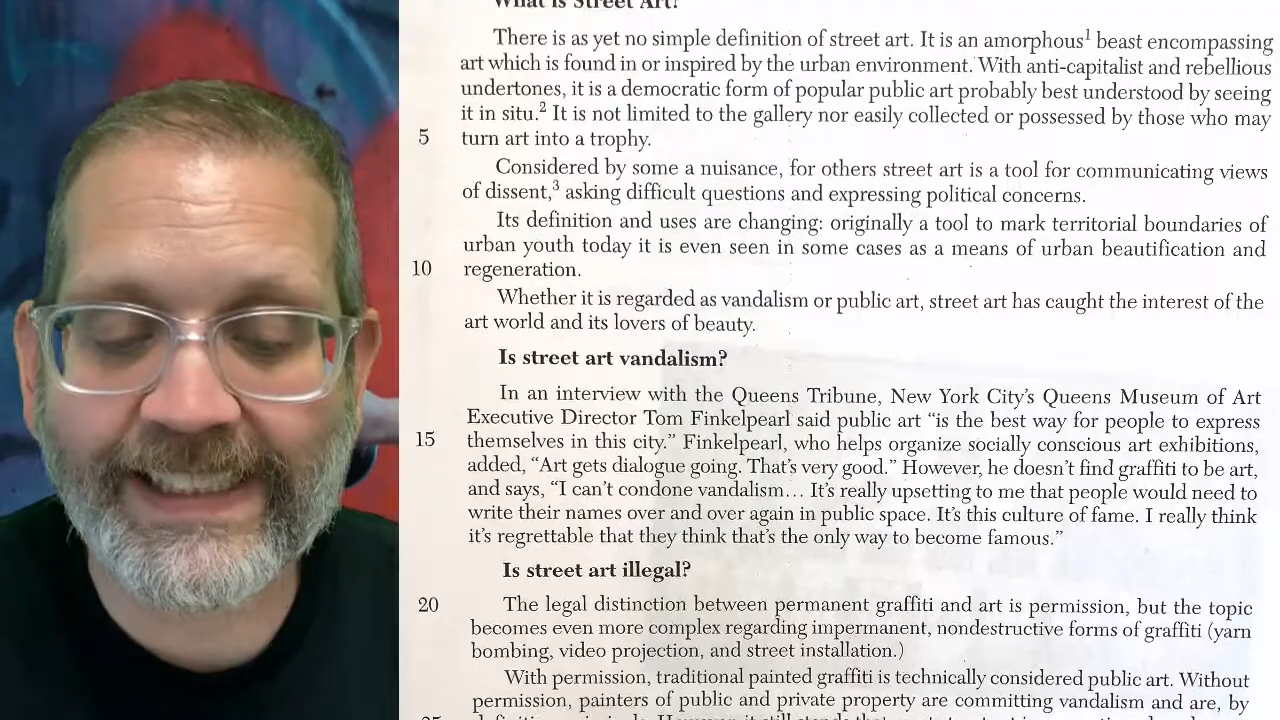 What is Street Art?
There is as yet no simple definition of street art. It is an amorphous¹ beast encompassing
art which is found in or inspired by the urban environment. With anti-capitalist and rebellious
undertones, it is a democratic form of popular public art probably best understood by seeing
it in situ.² It is not limited to the gallery nor easily collected or possessed by those who may
5 turn art into a trophy.
Considered by some a nuisance, for others street art is a tool for communicating views
of dissent,³ asking difficult questions and expressing political concerns.
Its definition and uses are changing: originally a tool to mark territorial boundaries of
urban youth today it is even seen in some cases as a means of urban beautification and
10 regeneration.
Whether it is regarded as vandalism or public art, street art has caught the interest of the
art world and its lovers of beauty.
Is street art vandalism?
In an interview with the Queens Tribune, New York City's Queens Museum of Art
Executive Director Tom Finkelpearl said public art “is the best way for people to express
15 themselves in this city.” Finkelpearl, who helps organize socially conscious art exhibitions,
added, “Art gets dialogue going. That's very good.” However, he doesn't find graffiti to be art,
and says, “I can't condone vandalism… It's really upsetting to me that people would need to
write their names over and over again in public space. It's this culture of fame. I really think
it's regrettable that they think that's the only way to become famous.”
Is street art illegal?
20 The legal distinction between permanent graffiti and art is permission, but the topic
becomes even more complex regarding impermanent, nondestructive forms of graffiti (yarn
bombing, video projection, and street installation.)
With permission, traditional painted graffiti is technically considered public art. Without
permission, painters of public and private property are committing vandalism and are, by